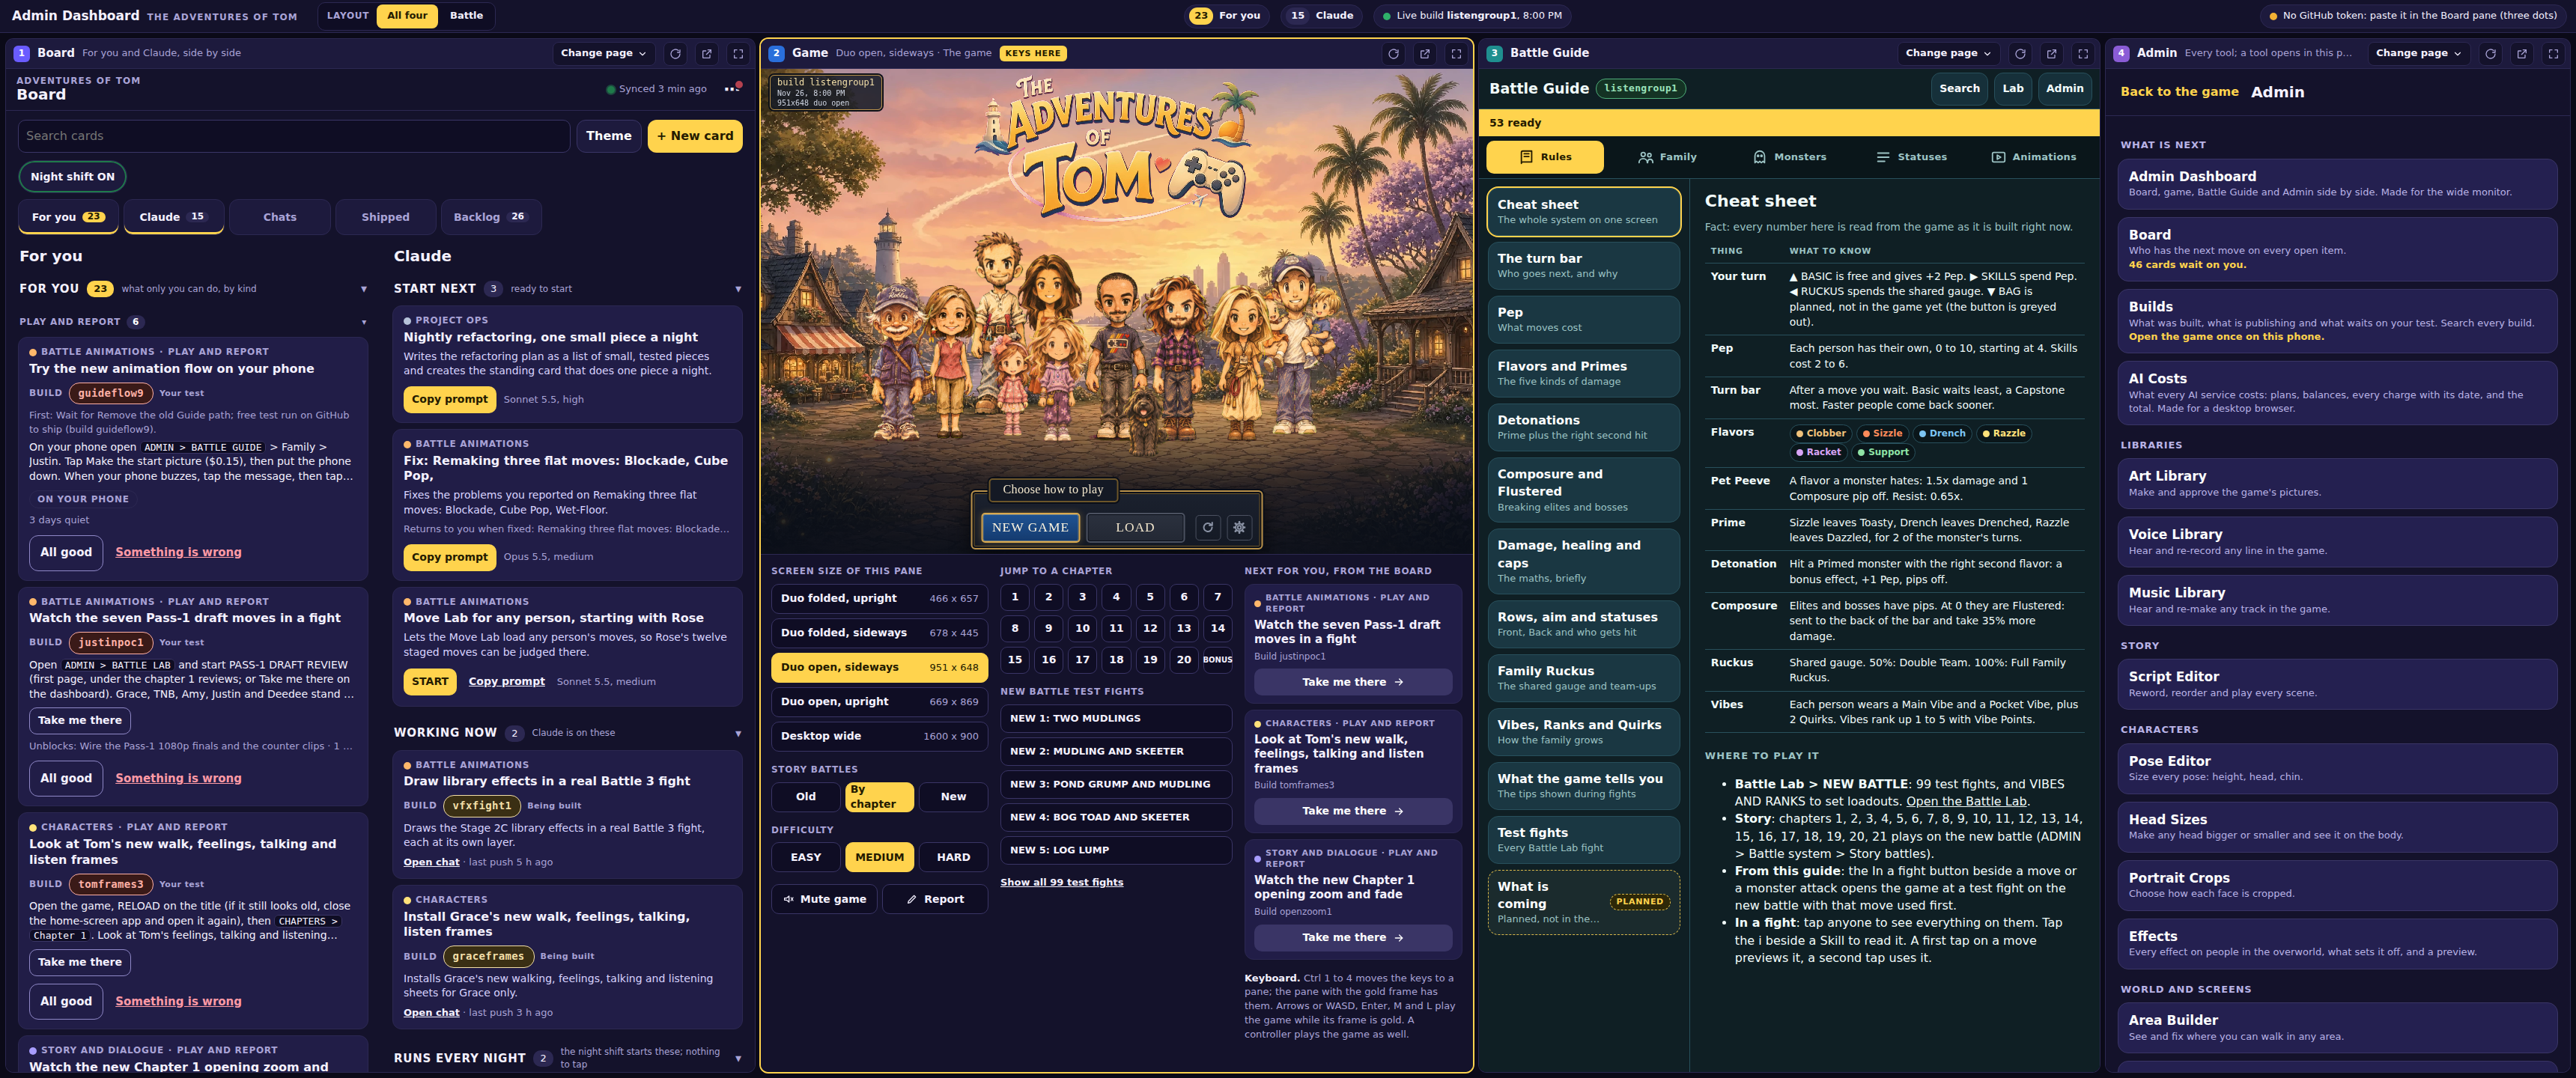 Admin Dashboard THE ADVENTURES OF TOM LAYOUT All four Battle 23 For you 15 Claude Live build listengroup1, 8:00 PM No GitHub token: paste it in the Board pane (three dots)
1 Board For you and Claude, side by side Change page
ADVENTURES OF TOM
Board
Synced 3 min ago
Search cards Theme + New card
Night shift ON
For you 23 Claude 15 Chats Shipped Backlog 26
For you
FOR YOU 23 what only you can do, by kind
PLAY AND REPORT 6
BATTLE ANIMATIONS · PLAY AND REPORT
Try the new animation flow on your phone
BUILD guideflow9 Your test
First: Wait for Remove the old Guide path; free test run on GitHub
to ship (build guideflow9).
On your phone open ADMIN > BATTLE GUIDE > Family >
Justin. Tap Make the start picture ($0.15), then put the phone
down. When your phone buzzes, tap the message, then tap...
ON YOUR PHONE
3 days quiet
All good Something is wrong
BATTLE ANIMATIONS · PLAY AND REPORT
Watch the seven Pass-1 draft moves in a fight
BUILD justinpoc1 Your test
Open ADMIN > BATTLE LAB and start PASS-1 DRAFT REVIEW
(first page, under the chapter 1 reviews; or Take me there on
the dashboard). Grace, TNB, Amy, Justin and Deedee stand ...
Take me there
Unblocks: Wire the Pass-1 1080p finals and the counter clips · 1 ...
All good Something is wrong
CHARACTERS · PLAY AND REPORT
Look at Tom's new walk, feelings, talking and
listen frames
BUILD tomframes3 Your test
Open the game, RELOAD on the title (if it still looks old, close
the home-screen app and open it again), then CHAPTERS >
Chapter 1. Look at Tom's feelings, talking and listening...
Take me there
All good Something is wrong
STORY AND DIALOGUE · PLAY AND REPORT
Watch the new Chapter 1 opening zoom and
Claude
START NEXT 3 ready to start
PROJECT OPS
Nightly refactoring, one small piece a night
Writes the refactoring plan as a list of small, tested pieces
and creates the standing card that does one piece a night.
Copy prompt Sonnet 5.5, high
BATTLE ANIMATIONS
Fix: Remaking three flat moves: Blockade, Cube
Pop,
Fixes the problems you reported on Remaking three flat
moves: Blockade, Cube Pop, Wet-Floor.
Returns to you when fixed: Remaking three flat moves: Blockade...
Copy prompt Opus 5.5, medium
BATTLE ANIMATIONS
Move Lab for any person, starting with Rose
Lets the Move Lab load any person's moves, so Rose's twelve
staged moves can be judged there.
START Copy prompt Sonnet 5.5, medium
WORKING NOW 2 Claude is on these
BATTLE ANIMATIONS
Draw library effects in a real Battle 3 fight
BUILD vfxfight1 Being built
Draws the Stage 2C library effects in a real Battle 3 fight,
each at its own layer.
Open chat · last push 5 h ago
CHARACTERS
Install Grace's new walk, feelings, talking,
listen frames
BUILD graceframes Being built
Installs Grace's new walking, feelings, talking and listening
sheets for Grace only.
Open chat · last push 3 h ago
RUNS EVERY NIGHT 2 the night shift starts these; nothing
to tap
2 Game Duo open, sideways · The game KEYS HERE
build listengroup1
Nov 26, 8:00 PM
951x648 duo open
THE
ADVENTURES
OF
TOM
Choose how to play
NEW GAME LOAD
SCREEN SIZE OF THIS PANE
Duo folded, upright 466 x 657
Duo folded, sideways 678 x 445
Duo open, sideways 951 x 648
Duo open, upright 669 x 869
Desktop wide 1600 x 900
STORY BATTLES
Old By chapter New
DIFFICULTY
EASY MEDIUM HARD
Mute game Report
JUMP TO A CHAPTER
1 2 3 4 5 6 7
8 9 10 11 12 13 14
15 16 17 18 19 20 BONUS
NEW BATTLE TEST FIGHTS
NEW 1: TWO MUDLINGS
NEW 2: MUDLING AND SKEETER
NEW 3: POND GRUMP AND MUDLING
NEW 4: BOG TOAD AND SKEETER
NEW 5: LOG LUMP
Show all 99 test fights
NEXT FOR YOU, FROM THE BOARD
BATTLE ANIMATIONS · PLAY AND
REPORT
Watch the seven Pass-1 draft
moves in a fight
Build justinpoc1
Take me there
CHARACTERS · PLAY AND REPORT
Look at Tom's new walk,
feelings, talking and listen
frames
Build tomframes3
Take me there
STORY AND DIALOGUE · PLAY AND
REPORT
Watch the new Chapter 1
opening zoom and fade
Build openzoom1
Take me there
Keyboard. Ctrl 1 to 4 moves the keys to a
pane; the pane with the gold frame has
them. Arrows or WASD, Enter, M and L play
the game while its frame is gold. A
controller plays the game as well.
3 Battle Guide Change page
Battle Guide listengroup1 Search Lab Admin
53 ready
Rules Family Monsters Statuses Animations
Cheat sheet
The whole system on one screen
The turn bar
Who goes next, and why
Pep
What moves cost
Flavors and Primes
The five kinds of damage
Detonations
Prime plus the right second hit
Composure and
Flustered
Breaking elites and bosses
Damage, healing and
caps
The maths, briefly
Rows, aim and statuses
Front, Back and who gets hit
Family Ruckus
The shared gauge and team-ups
Vibes, Ranks and Quirks
How the family grows
What the game tells you
The tips shown during fights
Test fights
Every Battle Lab fight
What is
coming
Planned, not in the...
PLANNED
Cheat sheet
Fact: every number here is read from the game as it is built right now.
THING WHAT TO KNOW
Your turn ▲ BASIC is free and gives +2 Pep. ▶ SKILLS spend Pep.
◀ RUCKUS spends the shared gauge. ▼ BAG is
planned, not in the game yet (the button is greyed
out).
Pep Each person has their own, 0 to 10, starting at 4. Skills
cost 2 to 6.
Turn bar After a move you wait. Basic waits least, a Capstone
most. Faster people come back sooner.
Flavors Clobber Sizzle Drench Razzle
Racket Support
Pet Peeve A flavor a monster hates: 1.5x damage and 1
Composure pip off. Resist: 0.65x.
Prime Sizzle leaves Toasty, Drench leaves Drenched, Razzle
leaves Dazzled, for 2 of the monster's turns.
Detonation Hit a Primed monster with the right second flavor: a
bonus effect, +1 Pep, pips off.
Composure Elites and bosses have pips. At 0 they are Flustered:
sent to the back of the bar and take 35% more
damage.
Ruckus Shared gauge. 50%: Double Team. 100%: Full Family
Ruckus.
Vibes Each person wears a Main Vibe and a Pocket Vibe, plus
2 Quirks. Vibes rank up 1 to 5 with Vibe Points.
WHERE TO PLAY IT
• Battle Lab > NEW BATTLE: 99 test fights, and VIBES
AND RANKS to set loadouts. Open the Battle Lab.
• Story: chapters 1, 2, 3, 4, 5, 6, 7, 8, 9, 10, 11, 12, 13, 14,
15, 16, 17, 18, 19, 20, 21 plays on the new battle (ADMIN
> Battle system > Story battles).
• From this guide: the In a fight button beside a move or
a monster attack opens the game at a test fight on the
new battle with that move used first.
• In a fight: tap anyone to see everything on them. Tap
the i beside a Skill to read it. A first tap on a move
previews it, a second tap uses it.
4 Admin Every tool; a tool opens in this p... Change page
Back to the game Admin
WHAT IS NEXT
Admin Dashboard
Board, game, Battle Guide and Admin side by side. Made for the wide monitor.
Board
Who has the next move on every open item.
46 cards wait on you.
Builds
What was built, what is publishing and what waits on your test. Search every build.
Open the game once on this phone.
AI Costs
What every AI service costs: plans, balances, every charge with its date, and the
total. Made for a desktop browser.
LIBRARIES
Art Library
Make and approve the game's pictures.
Voice Library
Hear and re-record any line in the game.
Music Library
Hear and re-make any track in the game.
STORY
Script Editor
Reword, reorder and play every scene.
CHARACTERS
Pose Editor
Size every pose: height, head, chin.
Head Sizes
Make any head bigger or smaller and see it on the body.
Portrait Crops
Choose how each face is cropped.
Effects
Every effect on people in the overworld, what sets it off, and a preview.
WORLD AND SCREENS
Area Builder
See and fix where you can walk in any area.